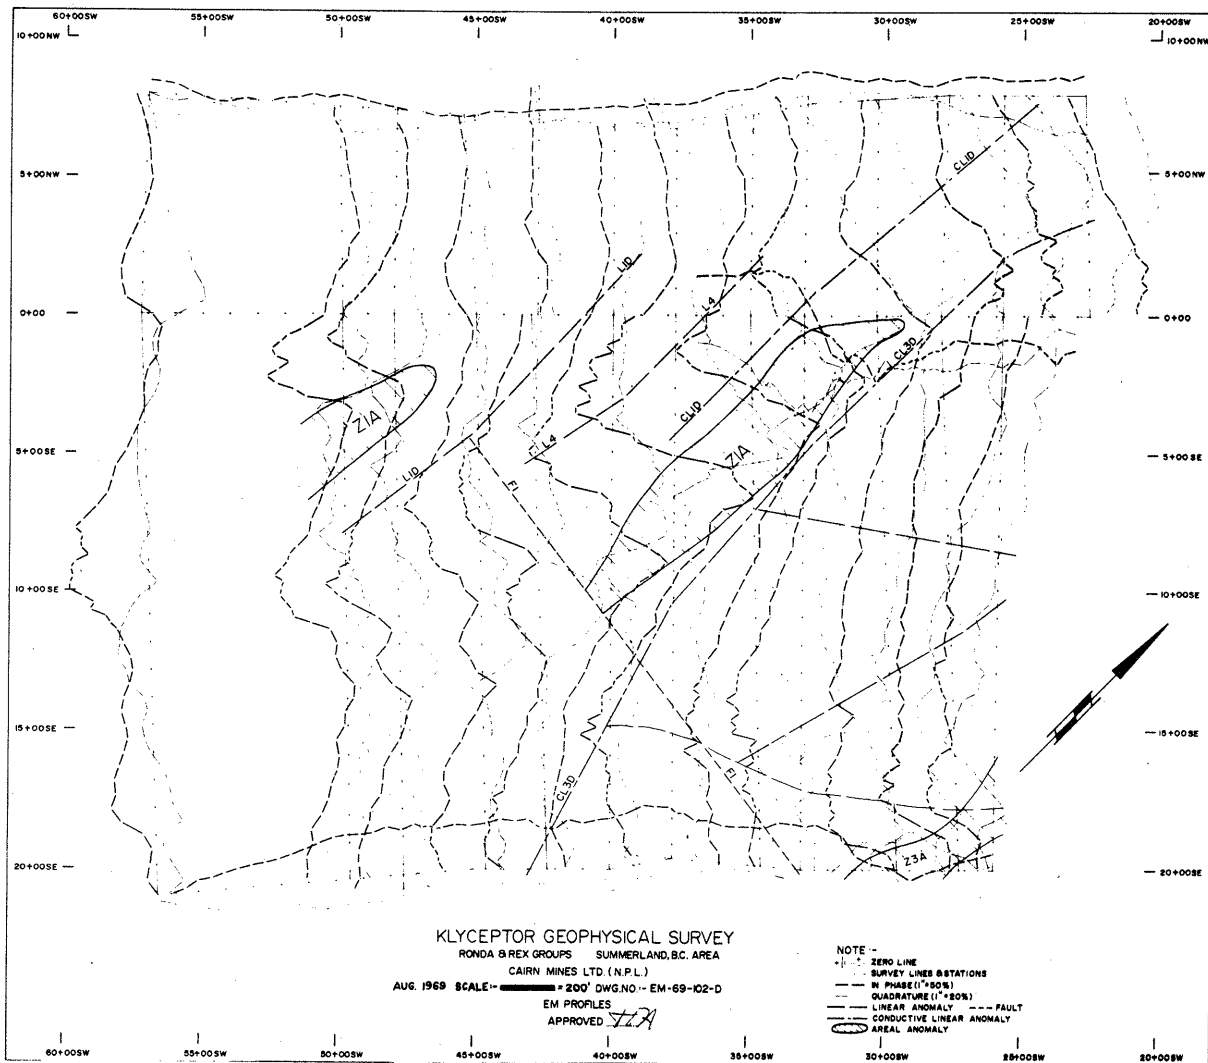 60+00SW 55+00SW 50+00SW 45+00SW 40+00SW 35+00SW 30+00SW 25+00SW 20+00SW
10+00NW 10+00NW
5+00NW 5+00NW
CL1D
L1D
L4
0+00 0+00
CL3D
Z1A
CL1D
L4
Z1A
5+00SE 5+00SE
L1D
F1
10+00SE 10+00SE
15+00SE 15+00SE
F1
CL3D
Z3A
20+00SE 20+00SE
KLYCEPTOR GEOPHYSICAL SURVEY
RONDA & REX GROUPS SUMMERLAND, B.C. AREA
CAIRN MINES LTD. (N.P.L.)
AUG. 1969 SCALE:- = 200' DWG.NO.:- EM-69-102-D
EM PROFILES
APPROVED
NOTE:-
ZERO LINE
SURVEY LINES & STATIONS
IN PHASE (1"=50%)
QUADRATURE (1"=20%)
LINEAR ANOMALY FAULT
CONDUCTIVE LINEAR ANOMALY
AREAL ANOMALY
60+00SW 55+00SW 50+00SW 45+00SW 40+00SW 35+00SW 30+00SW 25+00SW 20+00SW